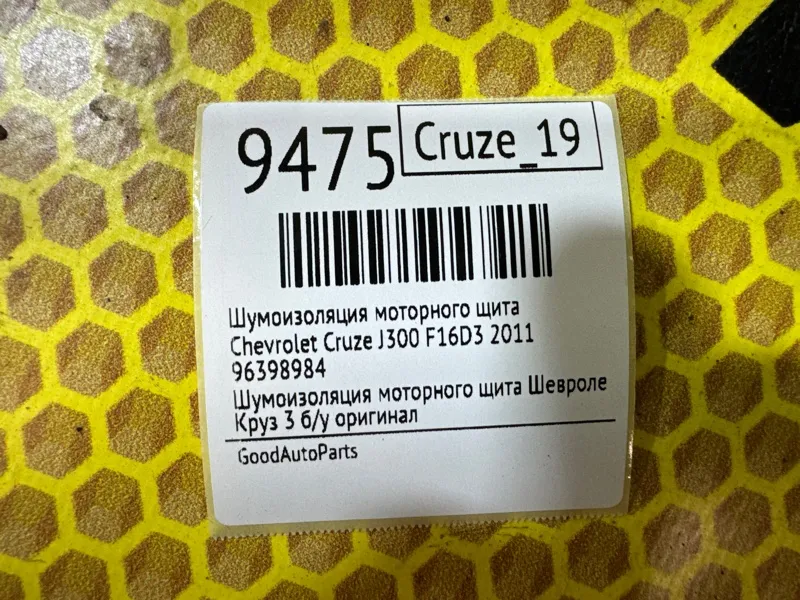 9475
Cruze_19
Шумоизоляция моторного щита
Chevrolet Cruze J300 F16D3 2011
96398984
Шумоизоляция моторного щита Шевроле
Круз 3 б/у оригинал
GoodAutoParts